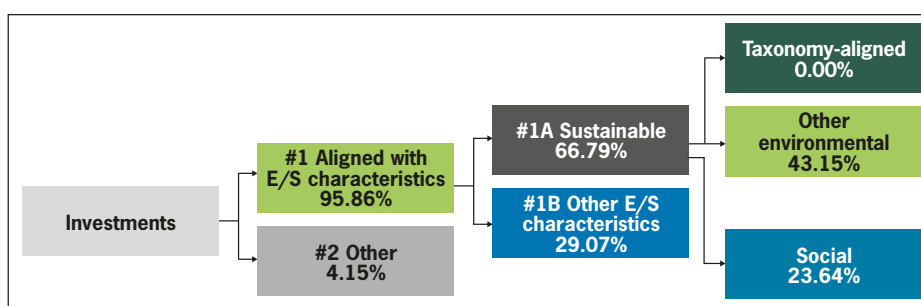 Investments
#1 Aligned with
E/S characteristics
95.86%
#2 Other
4.15%
#1A Sustainable
66.79%
#1B Other E/S
characteristics
29.07%
Taxonomy-aligned
0.00%
Other
environmental
43.15%
Social
23.64%